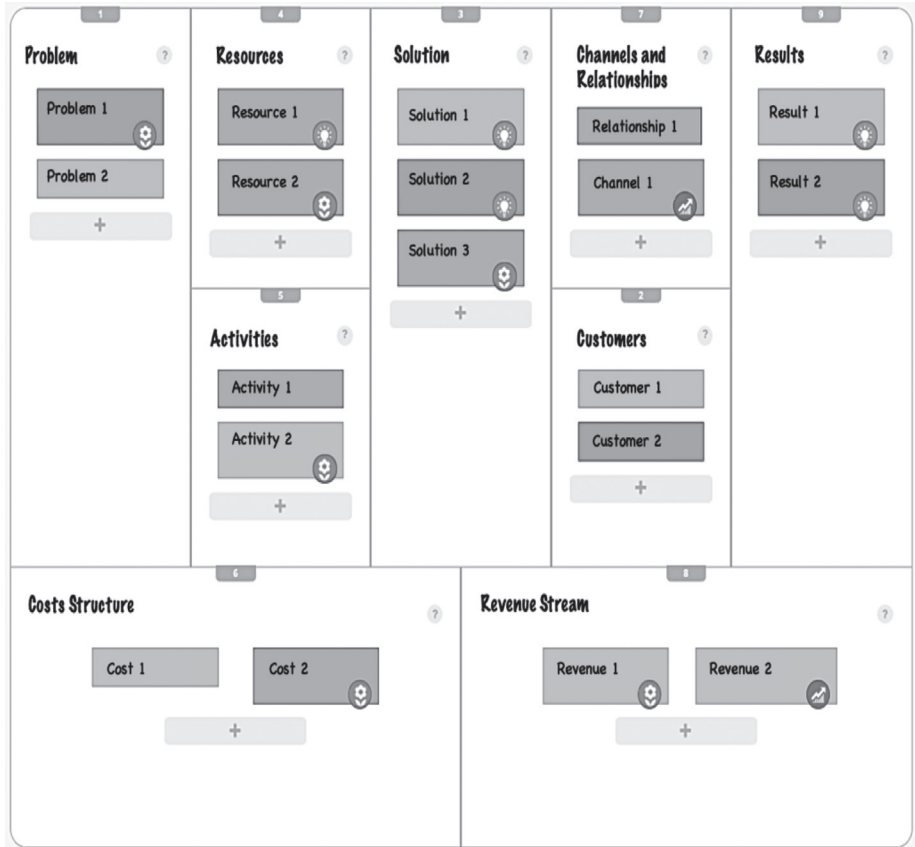 1
Problem
?
Problem 1
Problem 2
+
4
Resources
?
Resource 1
Resource 2
+
5
Activities
?
Activity 1
Activity 2
+
3
Solution
?
Solution 1
Solution 2
Solution 3
+
7
Channels and
Relationships
?
Relationship 1
Channel 1
+
2
Customers
?
Customer 1
Customer 2
+
9
Results
?
Result 1
Result 2
+
6
Costs Structure
?
Cost 1
Cost 2
+
8
Revenue Stream
?
Revenue 1
Revenue 2
+